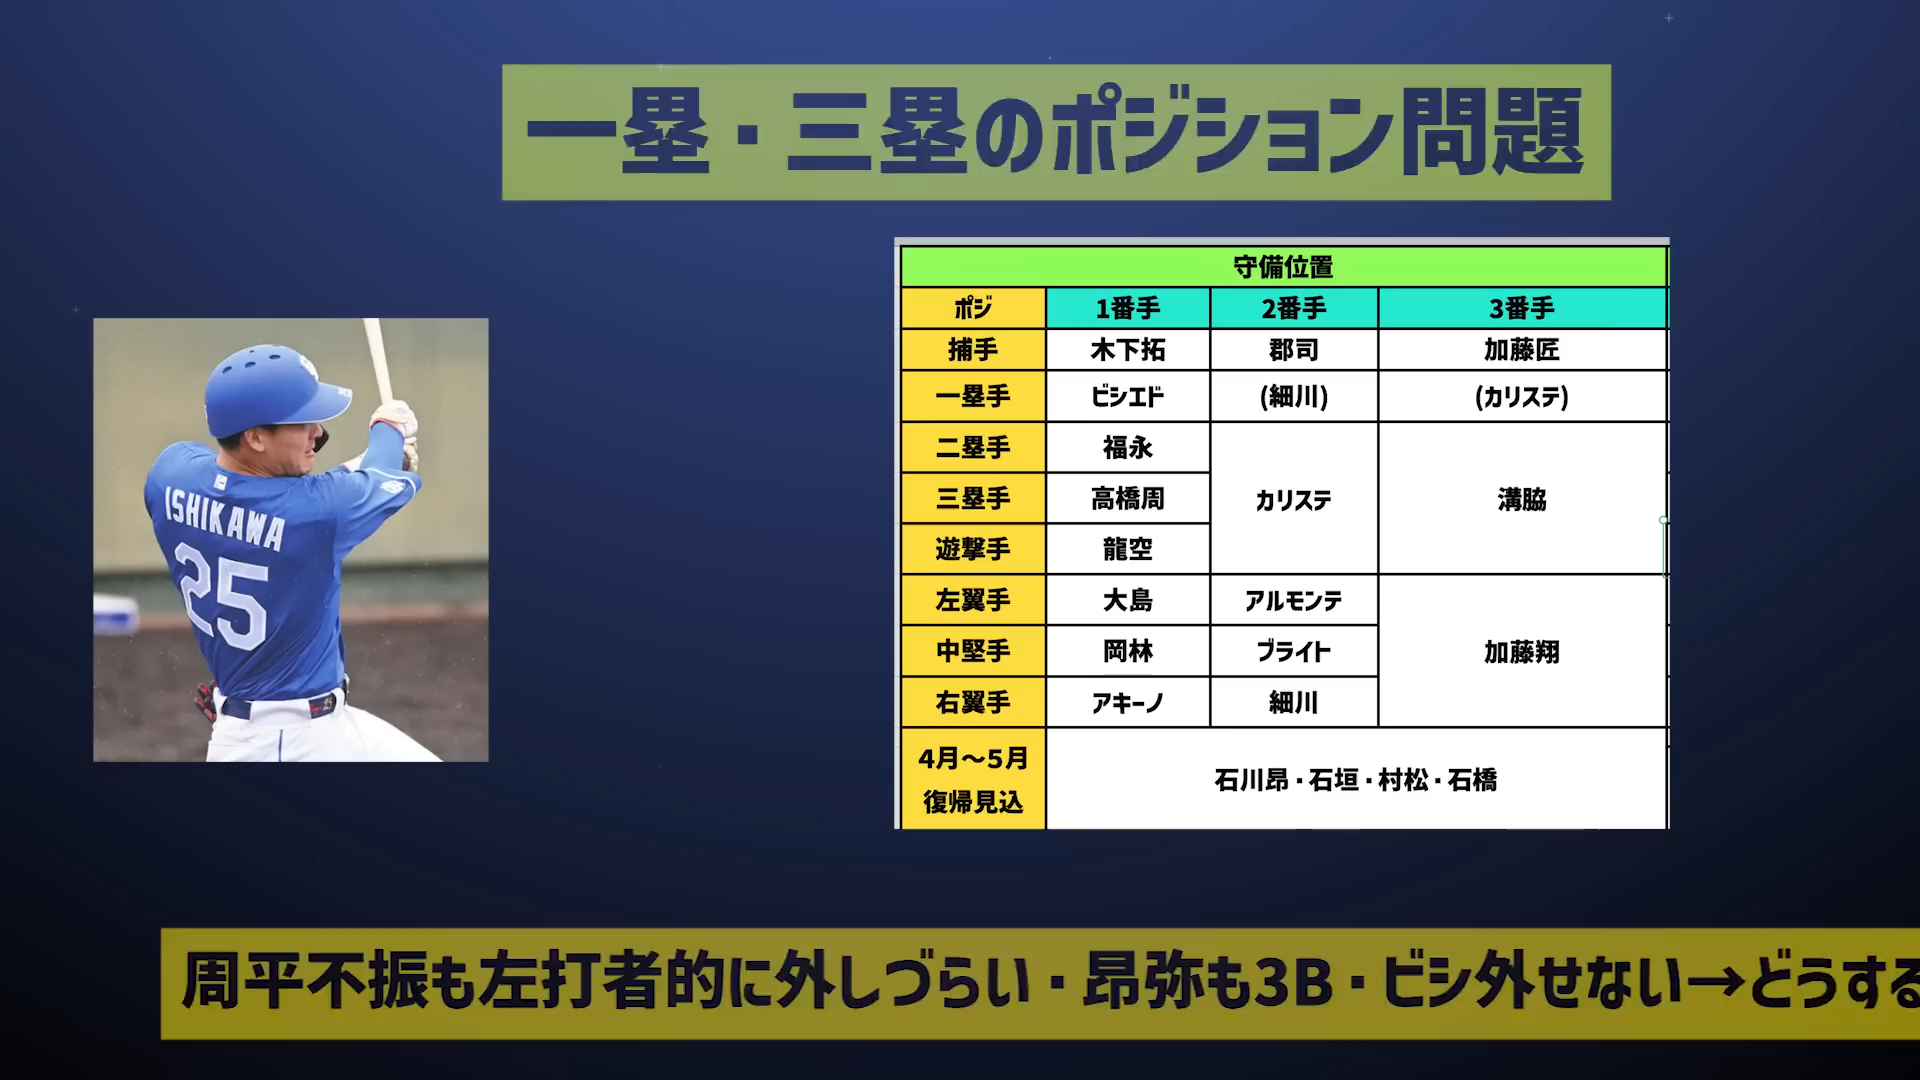 一塁・三塁のポジション問題
守備位置
ポジ 1番手 2番手 3番手
捕手 木下拓 郡司 加藤匠
一塁手 ビシエド (細川) (カリステ)
二塁手 福永
三塁手 高橋周 カリステ 溝脇
遊撃手 龍空
左翼手 大島 アルモンテ
中堅手 岡林 ブライト 加藤翔
右翼手 アキーノ 細川
4月〜5月
復帰見込
石川昂・石垣・村松・石橋
ISHIKAWA
25
周平不振も左打者的に外しづらい・昂弥も3B・ビシ外せない→どうする